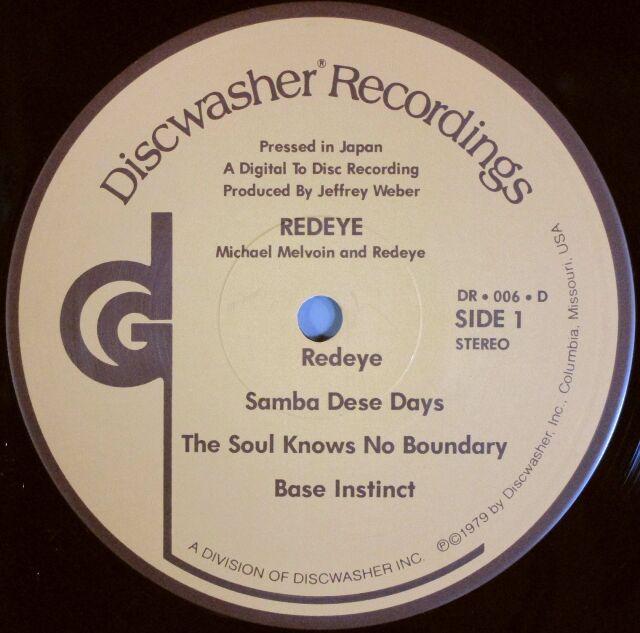 Discwasher® Recordings
Pressed in Japan
A Digital To Disc Recording
Produced By Jeffrey Weber
REDEYE
Michael Melvoin and Redeye
DR • 006 • D
SIDE 1
STEREO
Redeye
Samba Dese Days
The Soul Knows No Boundary
Base Instinct
℗©1979 by Discwasher, Inc., Columbia, Missouri, USA
A DIVISION OF DISCWASHER INC.